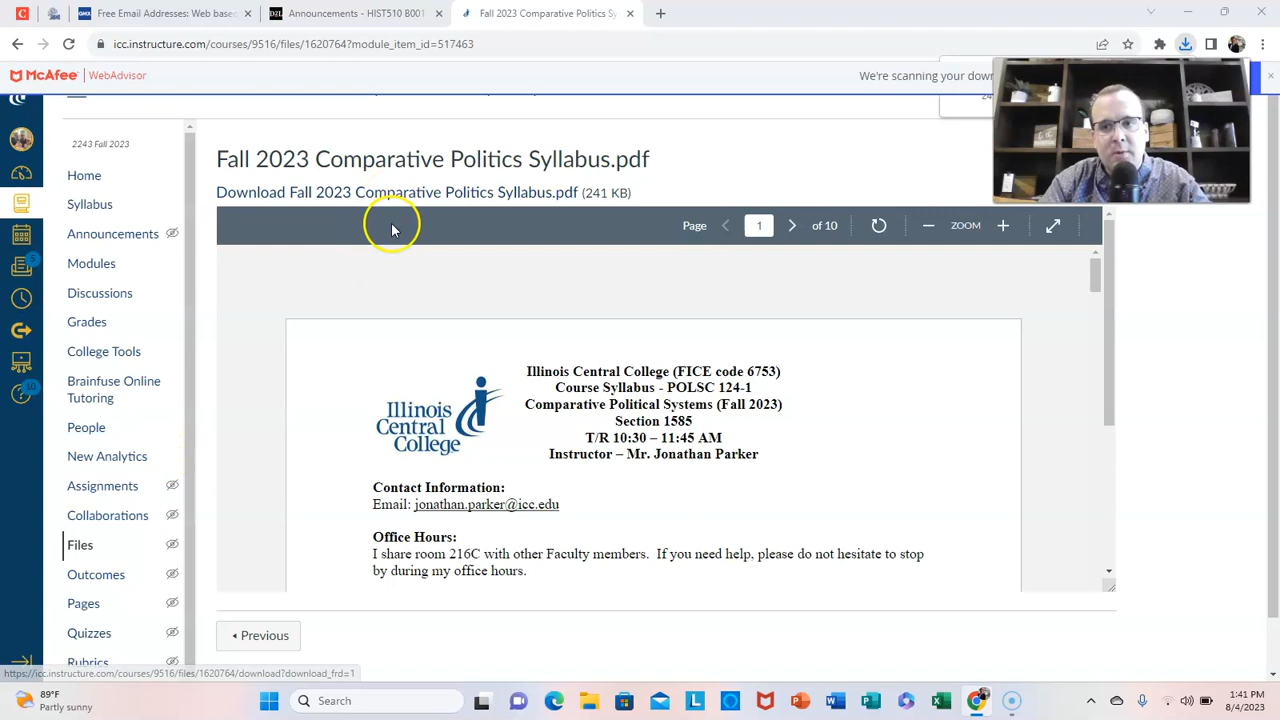 Free Email Addresses: Web based
Announcements - HIST510 B001
Fall 2023 Comparative Politics Sy
icc.instructure.com/courses/9516/files/1620764?module_item_id=517463
McAfee | WebAdvisor
We're scanning your down
2243 Fall 2023
Home
Syllabus
Announcements
Modules
Discussions
Grades
College Tools
Brainfuse Online
Tutoring
People
New Analytics
Assignments
Collaborations
Files
Outcomes
Pages
Quizzes
Rubrics
Fall 2023 Comparative Politics Syllabus.pdf
Download Fall 2023 Comparative Politics Syllabus.pdf (241 KB)
Page 1 of 10 ZOOM
Illinois
Central
College
Illinois Central College (FICE code 6753)
Course Syllabus - POLSC 124-1
Comparative Political Systems (Fall 2023)
Section 1585
T/R 10:30 – 11:45 AM
Instructor – Mr. Jonathan Parker
Contact Information:
Email: jonathan.parker@icc.edu
Office Hours:
I share room 216C with other Faculty members. If you need help, please do not hesitate to stop
by during my office hours.
Previous
https://icc.instructure.com/courses/9516/files/1620764/download?download_frd=1
89°F
Partly sunny
Search
1:41 PM
8/4/2023